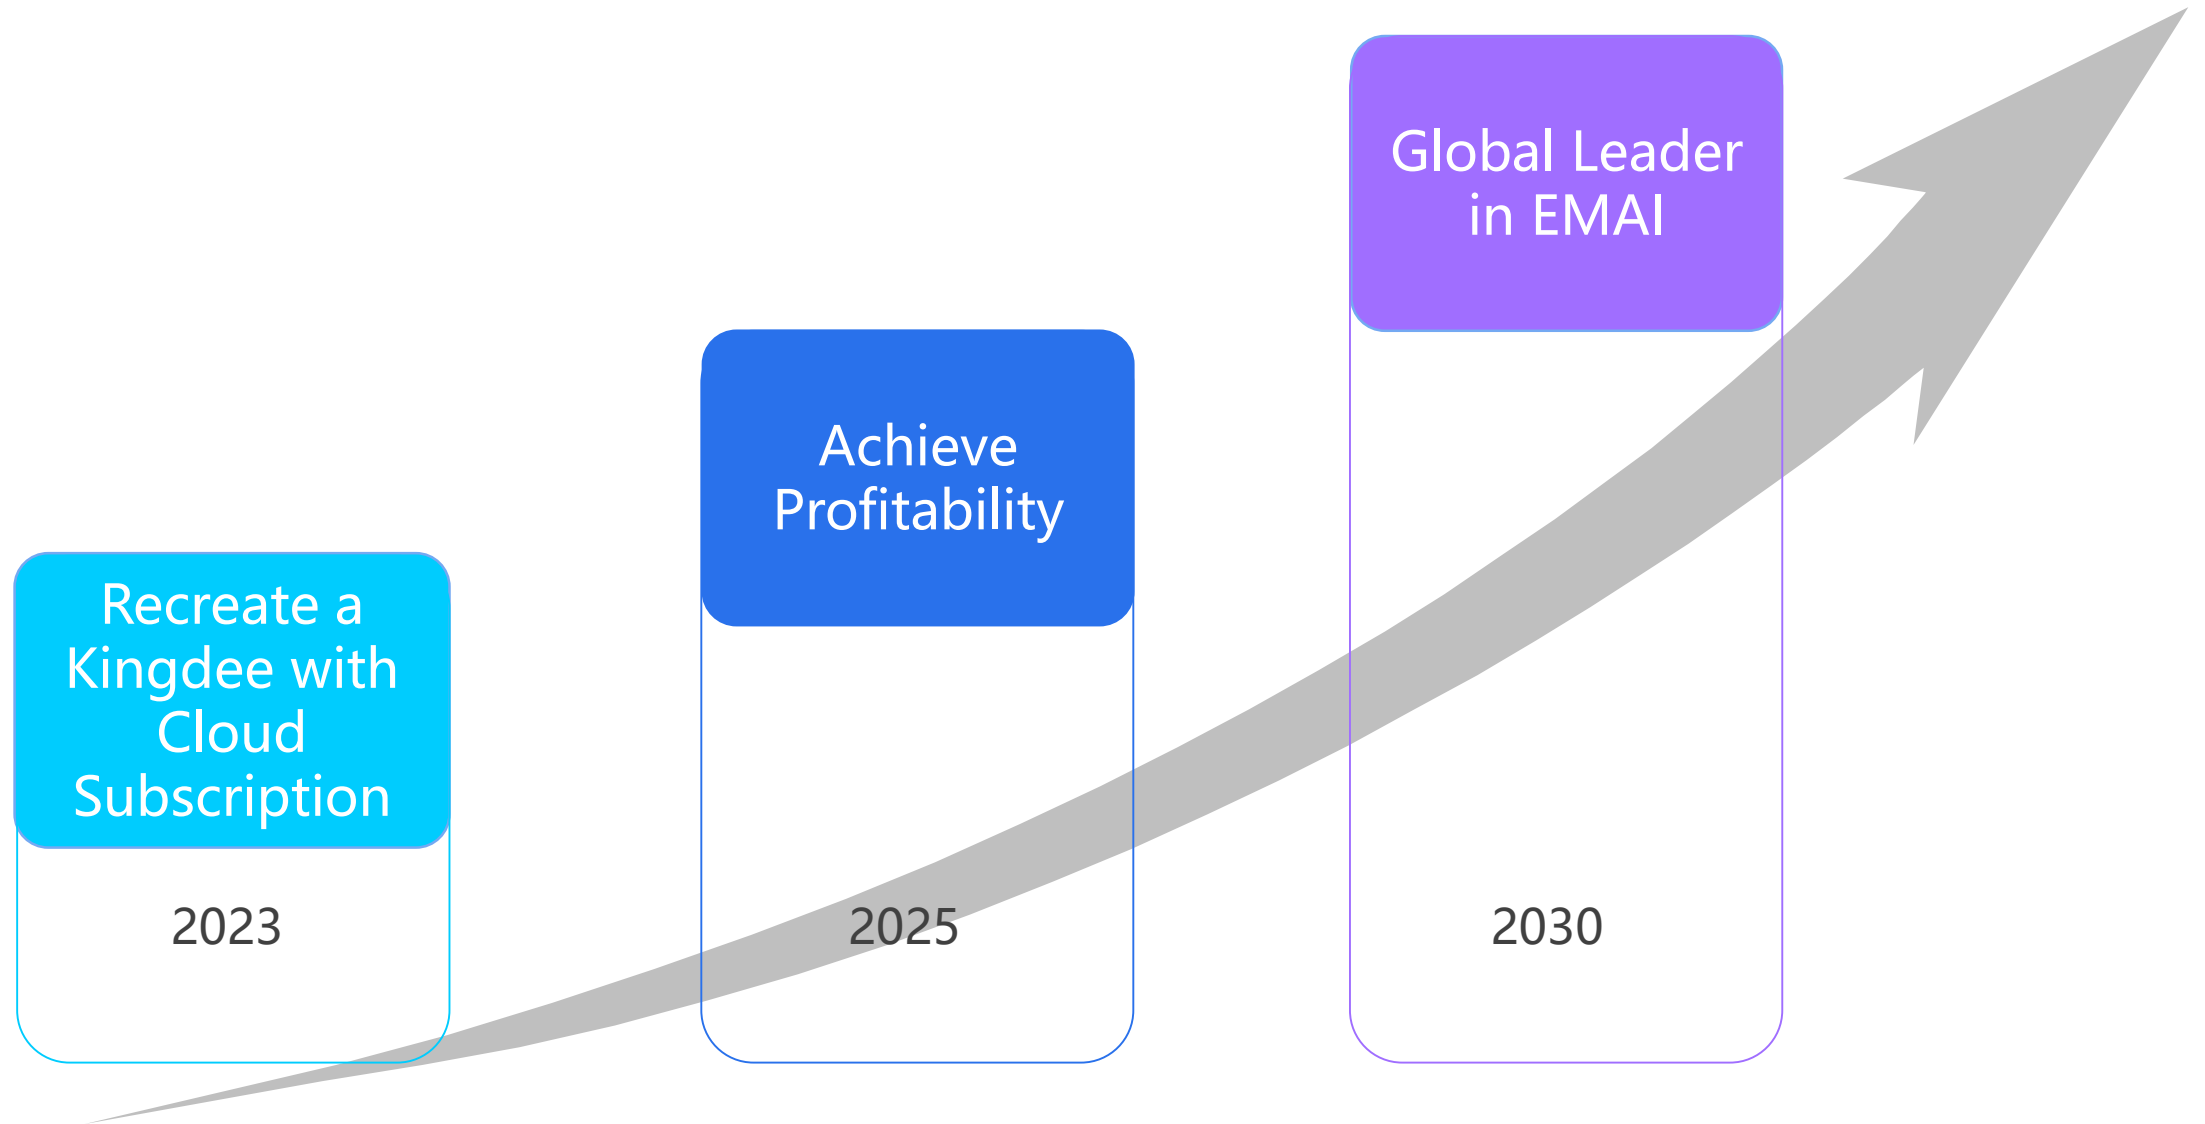 Recreate a
Kingdee with
Cloud
Subscription
2023
Achieve
Profitability
2025
Global Leader
in EMAI
2030